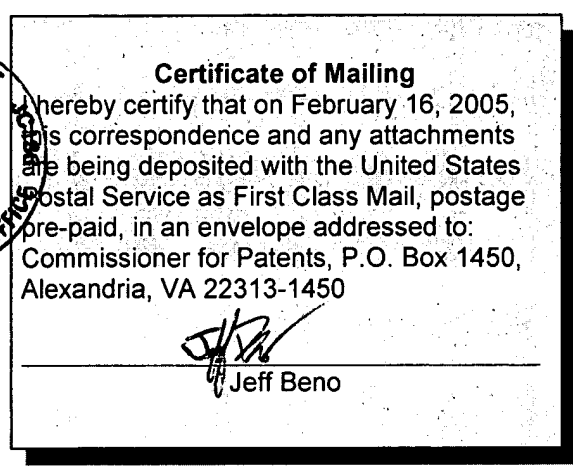 Certificate of Mailing
I hereby certify that on February 16, 2005,
this correspondence and any attachments
are being deposited with the United States
Postal Service as First Class Mail, postage
pre-paid, in an envelope addressed to:
Commissioner for Patents, P.O. Box 1450,
Alexandria, VA 22313-1450
Jeff Beno